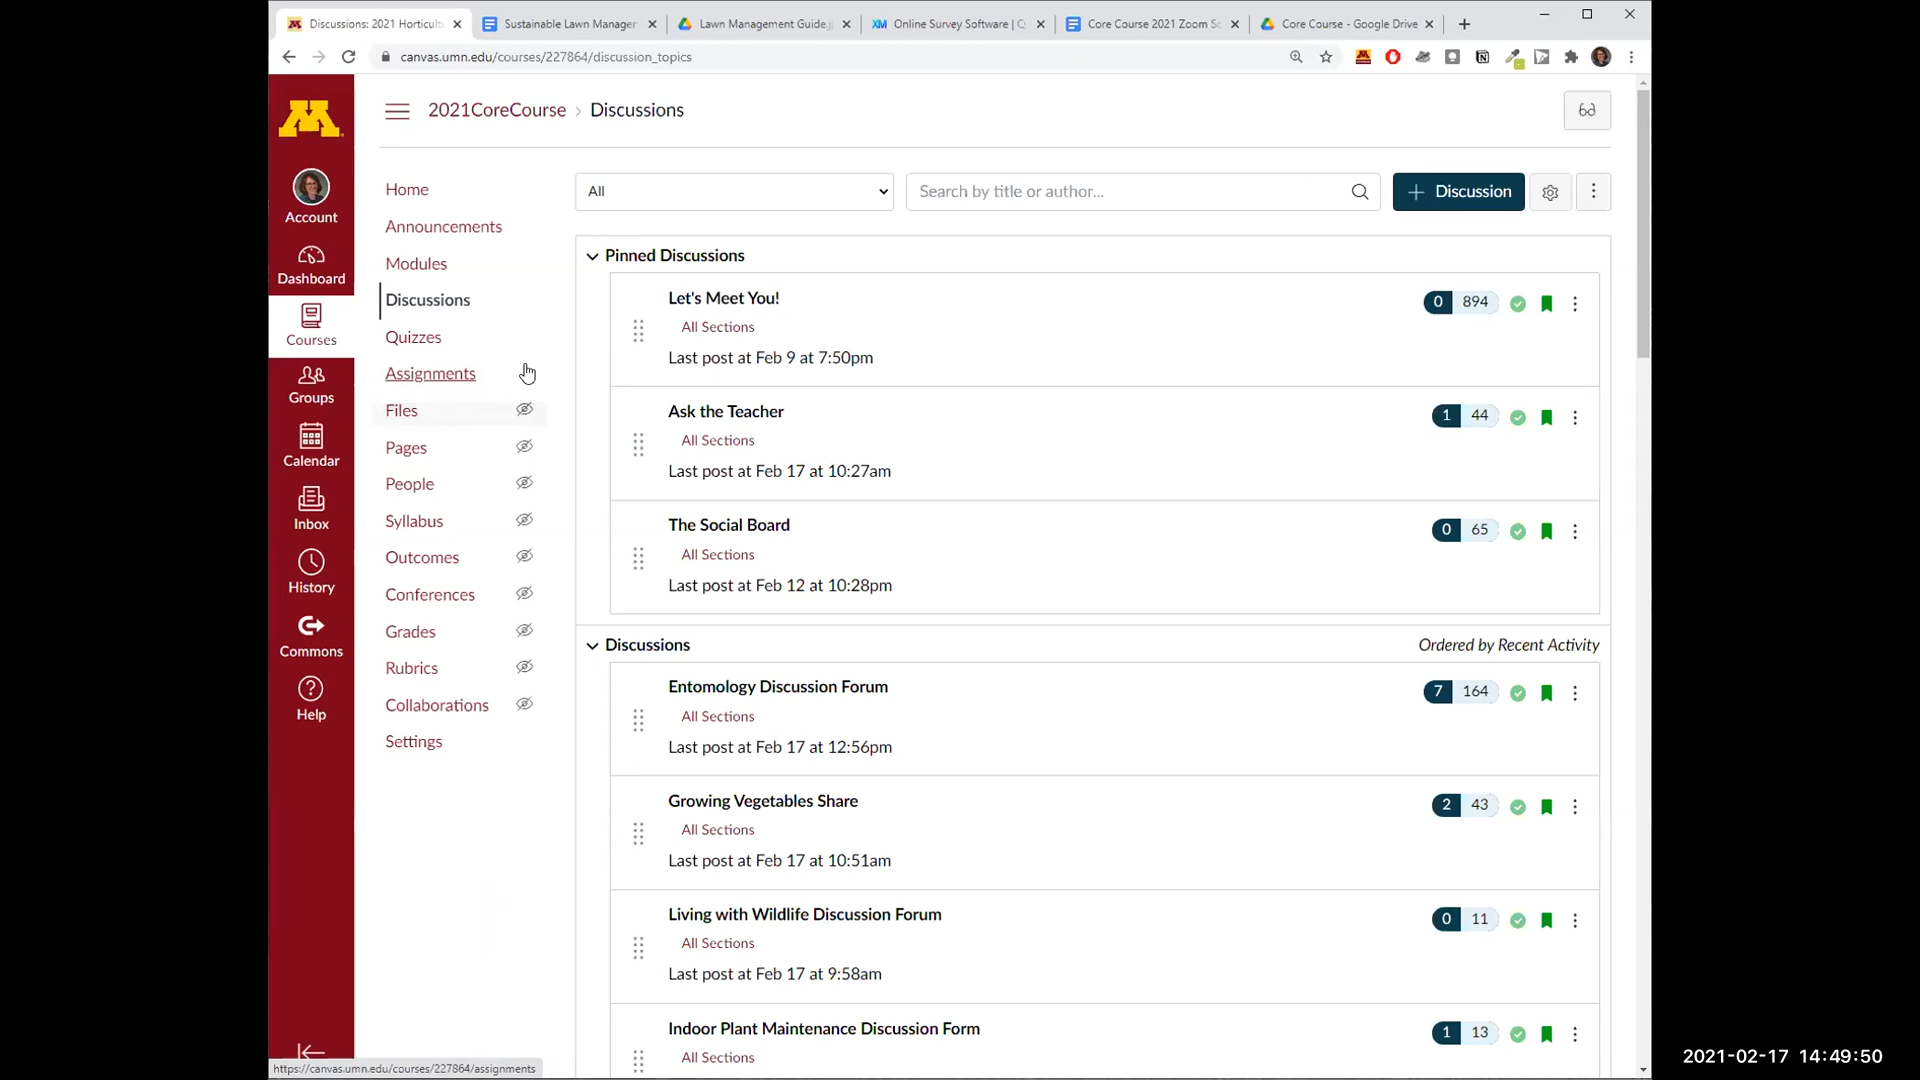 Discussions: 2021 Horticult
Sustainable Lawn Manager
Lawn Management Guide.j
XM Online Survey Software | Q
Core Course 2021 Zoom Sc
Core Course - Google Drive
canvas.umn.edu/courses/227864/discussion_topics
M
Account
Dashboard
Courses
Groups
Calendar
Inbox
History
Commons
Help
2021CoreCourse > Discussions
Home
Announcements
Modules
Discussions
Quizzes
Assignments
Files
Pages
People
Syllabus
Outcomes
Conferences
Grades
Rubrics
Collaborations
Settings
All
Search by title or author...
+ Discussion
Pinned Discussions
Let's Meet You!
0 894
All Sections
Last post at Feb 9 at 7:50pm
Ask the Teacher
1 44
All Sections
Last post at Feb 17 at 10:27am
The Social Board
0 65
All Sections
Last post at Feb 12 at 10:28pm
Discussions
Ordered by Recent Activity
Entomology Discussion Forum
7 164
All Sections
Last post at Feb 17 at 12:56pm
Growing Vegetables Share
2 43
All Sections
Last post at Feb 17 at 10:51am
Living with Wildlife Discussion Forum
0 11
All Sections
Last post at Feb 17 at 9:58am
Indoor Plant Maintenance Discussion Form
1 13
All Sections
https://canvas.umn.edu/courses/227864/assignments
2021-02-17 14:49:50